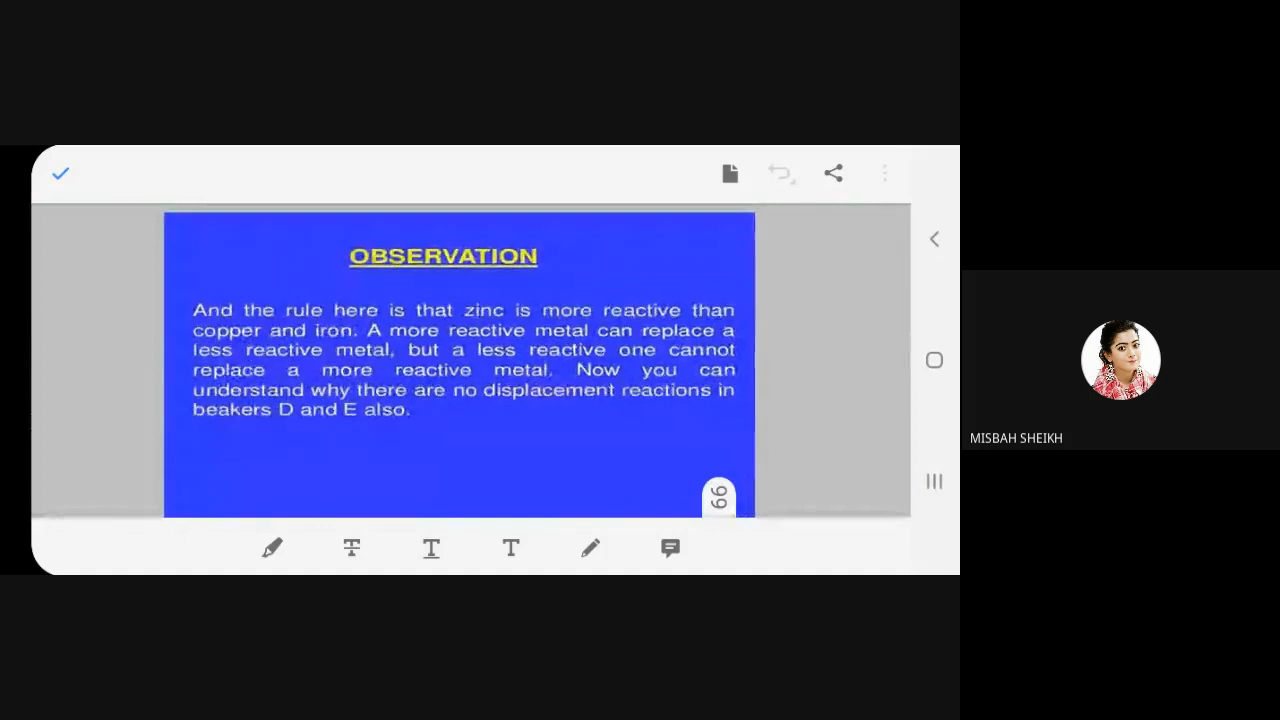 OBSERVATION
And the rule here is that zinc is more reactive than
copper and iron. A more reactive metal can replace a
less reactive metal, but a less reactive one cannot
replace a more reactive metal. Now you can
understand why there are no displacement reactions in
beakers D and E also.
66
MISBAH SHEIKH